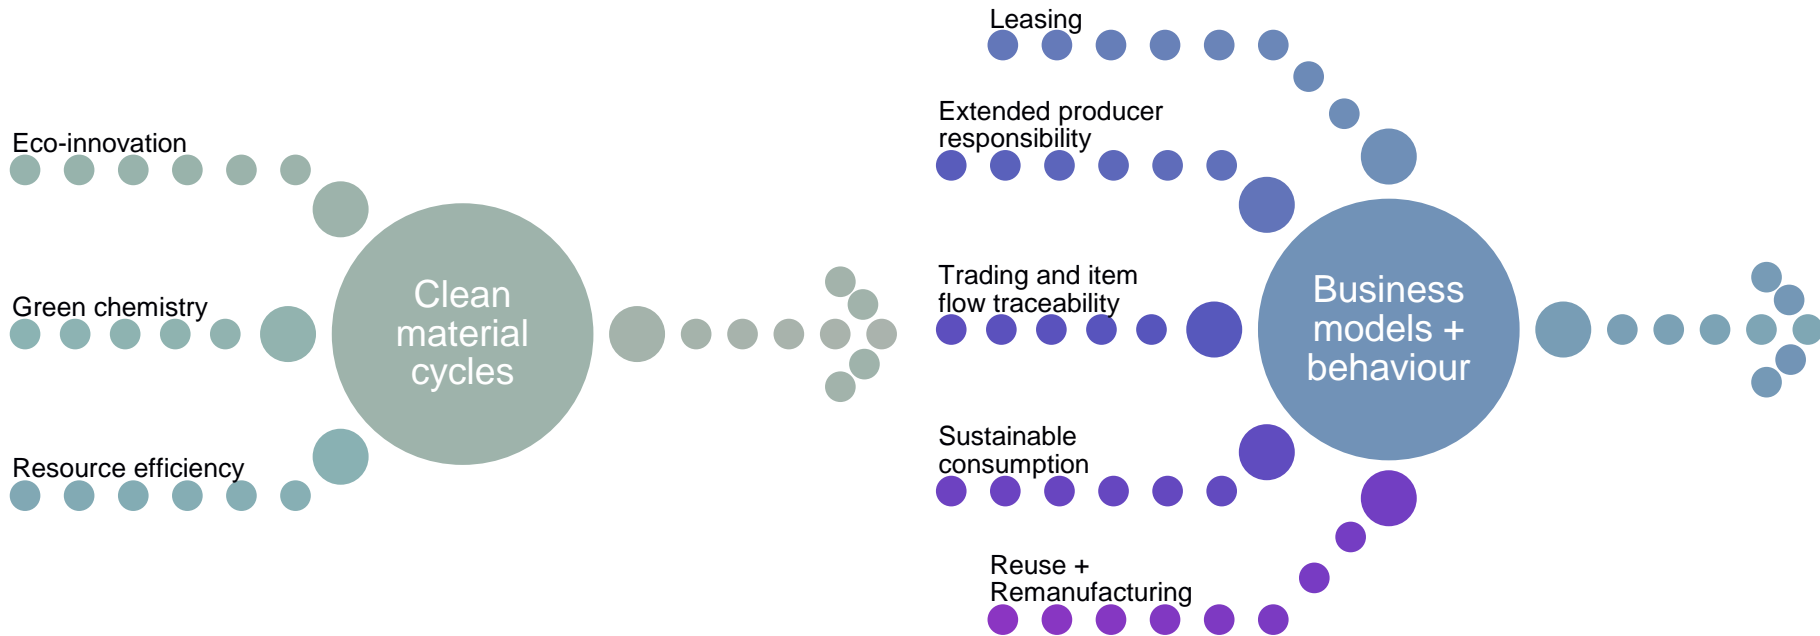 Eco-innovation
Green chemistry
Resource efficiency
Clean
material
cycles
Leasing
Extended producer
responsibility
Trading and item
flow traceability
Sustainable
consumption
Reuse +
Remanufacturing
Business
models +
behaviour